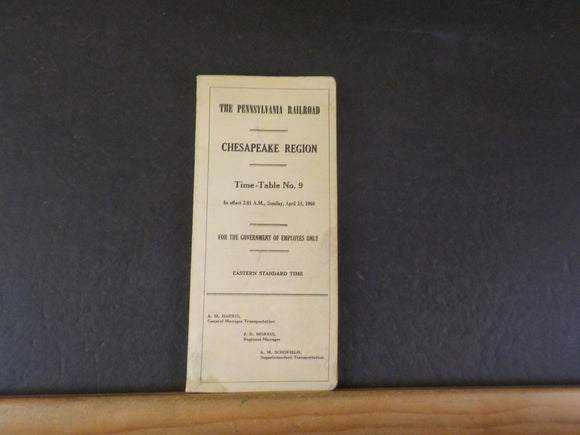 THE PENNSYLVANIA RAILROAD
CHESAPEAKE REGION
Time-Table No. 9
In effect 2.01 A.M., Sunday, April 24, 1960
FOR THE GOVERNMENT OF EMPLOYES ONLY
EASTERN STANDARD TIME
A. M. HARRIS,
General Manager Transportation
J. D. MORRIS,
Regional Manager
A. M. SCHOFIELD,
Superintendent Transportation